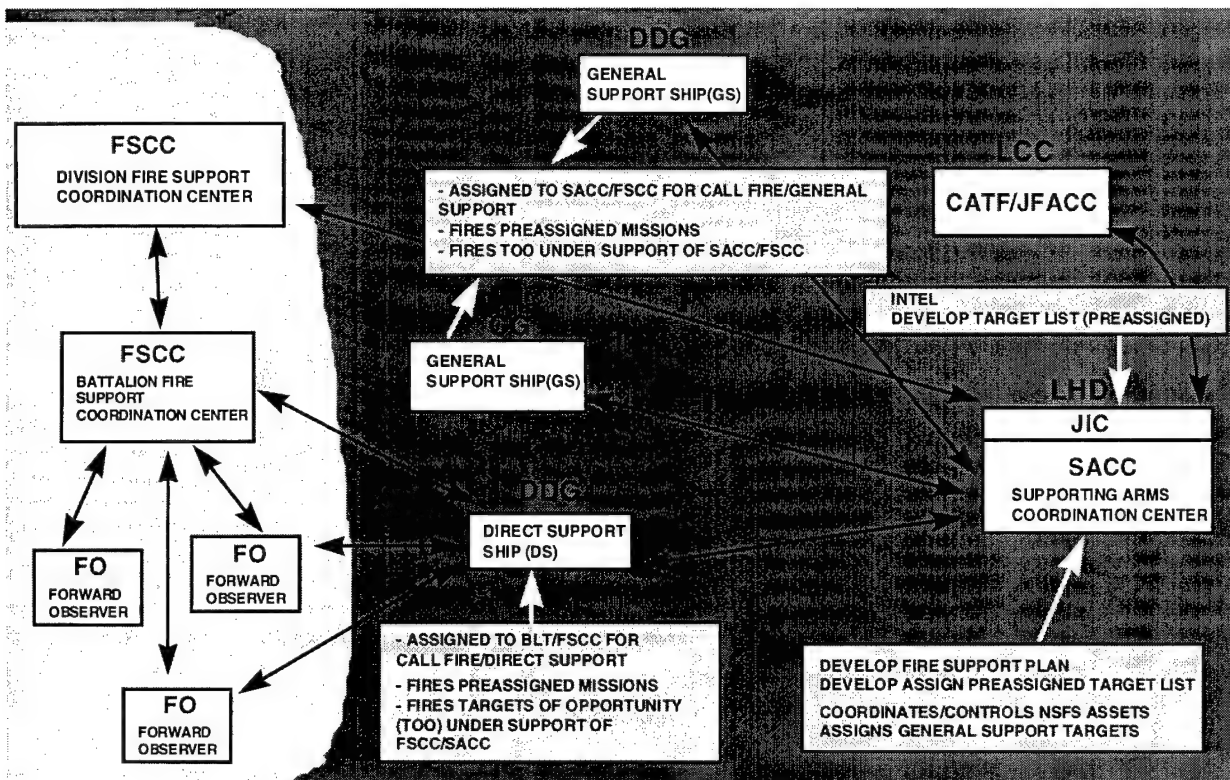 DDG
GENERAL
SUPPORT SHIP(GS)
FSCC
DIVISION FIRE SUPPORT
COORDINATION CENTER
- ASSIGNED TO SACC/FSCC FOR CALL FIRE/GENERAL
SUPPORT
- FIRES PREASSIGNED MISSIONS
- FIRES TOO UNDER SUPPORT OF SACC/FSCC
LCC
CATF/JFACC
INTEL
DEVELOP TARGET LIST (PREASSIGNED)
FSCC
BATTALION FIRE
SUPPORT
COORDINATION CENTER
CG
GENERAL
SUPPORT SHIP(GS)
LHD
JIC
SACC
SUPPORTING ARMS
COORDINATION CENTER
DDG
DIRECT SUPPORT
SHIP (DS)
FO
FORWARD
OBSERVER
FO
FORWARD
OBSERVER
FO
FORWARD
OBSERVER
- ASSIGNED TO BLT/FSCC FOR
CALL FIRE/DIRECT SUPPORT
- FIRES PREASSIGNED MISSIONS
- FIRES TARGETS OF OPPORTUNITY
(TOO) UNDER SUPPORT OF
FSCC/SACC
DEVELOP FIRE SUPPORT PLAN
DEVELOP ASSIGN PREASSIGNED TARGET LIST
COORDINATES/CONTROLS NSFS ASSETS
ASSIGNS GENERAL SUPPORT TARGETS